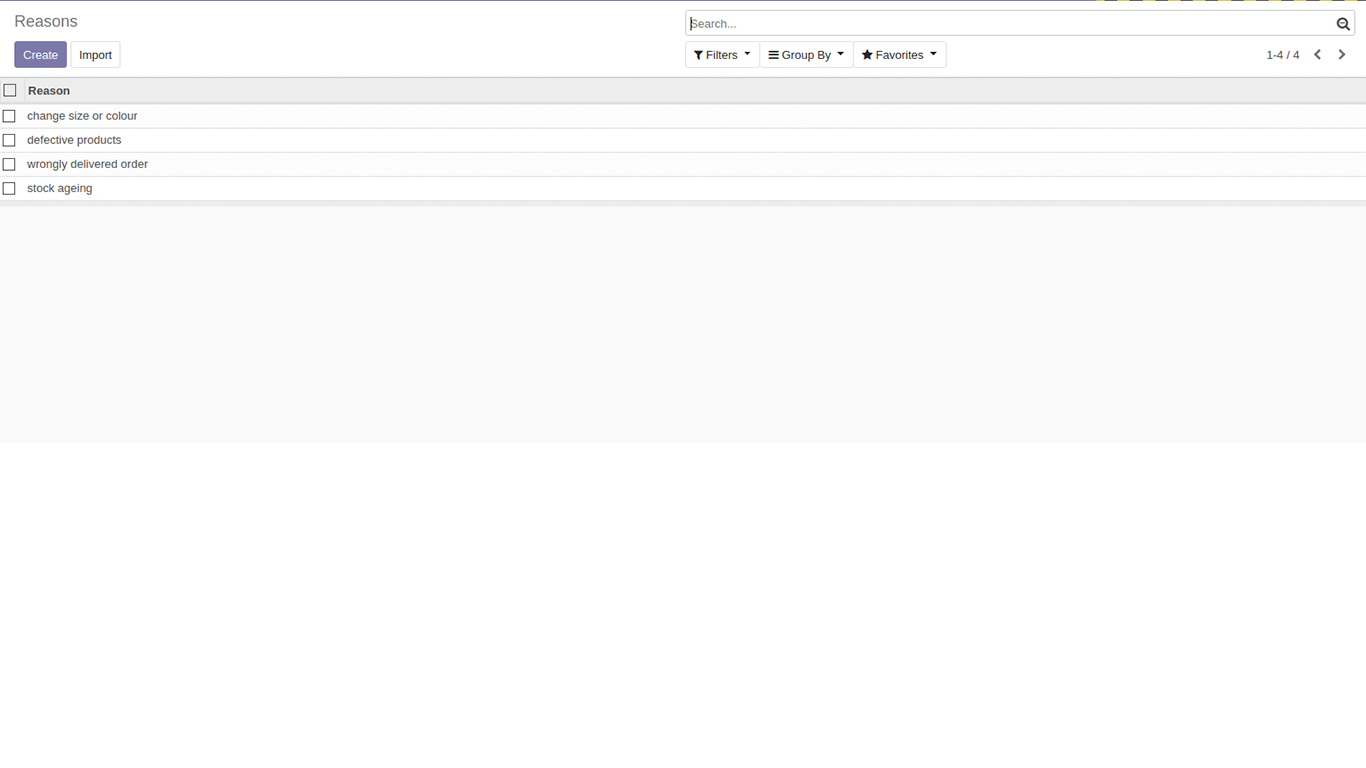 Reasons
Search...
Create Import
Filters Group By Favorites 1-4 / 4
Reason
change size or colour
defective products
wrongly delivered order
stock ageing